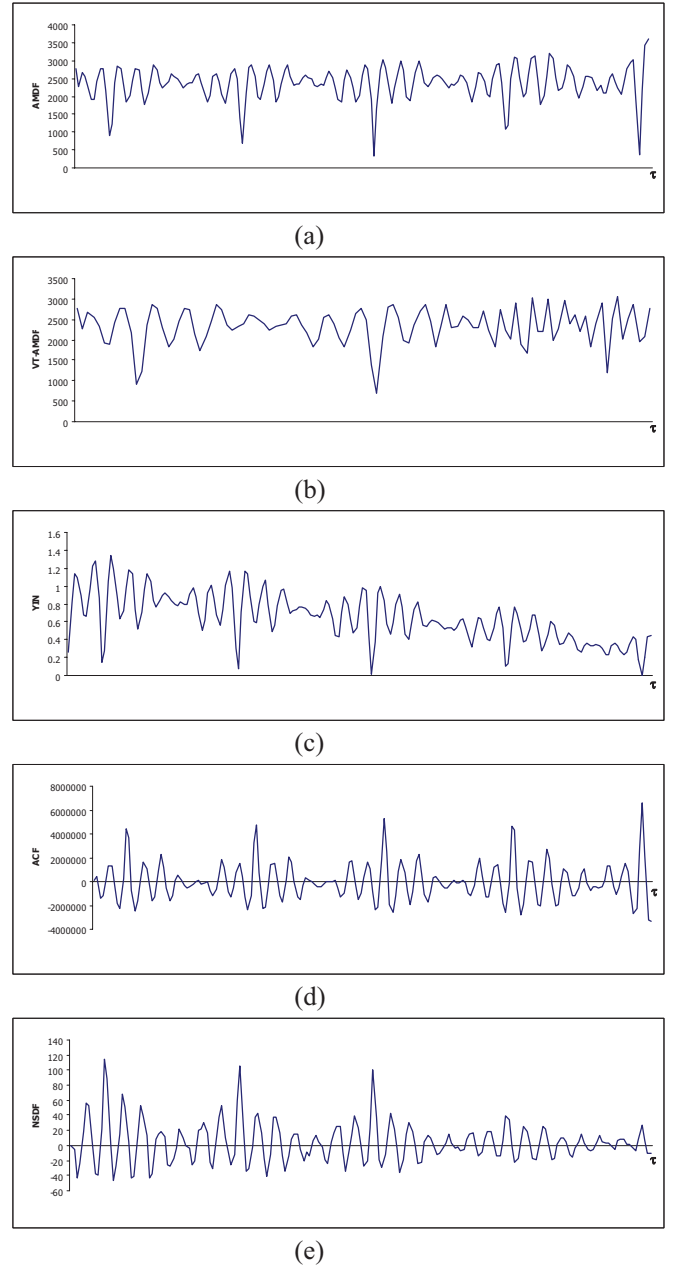 4000
3500
3000
2500
2000
1500
1000
500
0
AMDF
τ
(a)
3500
3000
2500
2000
1500
1000
500
0
VT-AMDF
τ
(b)
1.6
1.4
1.2
1
0.8
0.6
0.4
0.2
0
YIN
τ
(c)
8000000
6000000
4000000
2000000
0
-2000000
-4000000
ACF
τ
(d)
140
120
100
80
60
40
20
0
-20
-40
-60
NSDF
τ
(e)